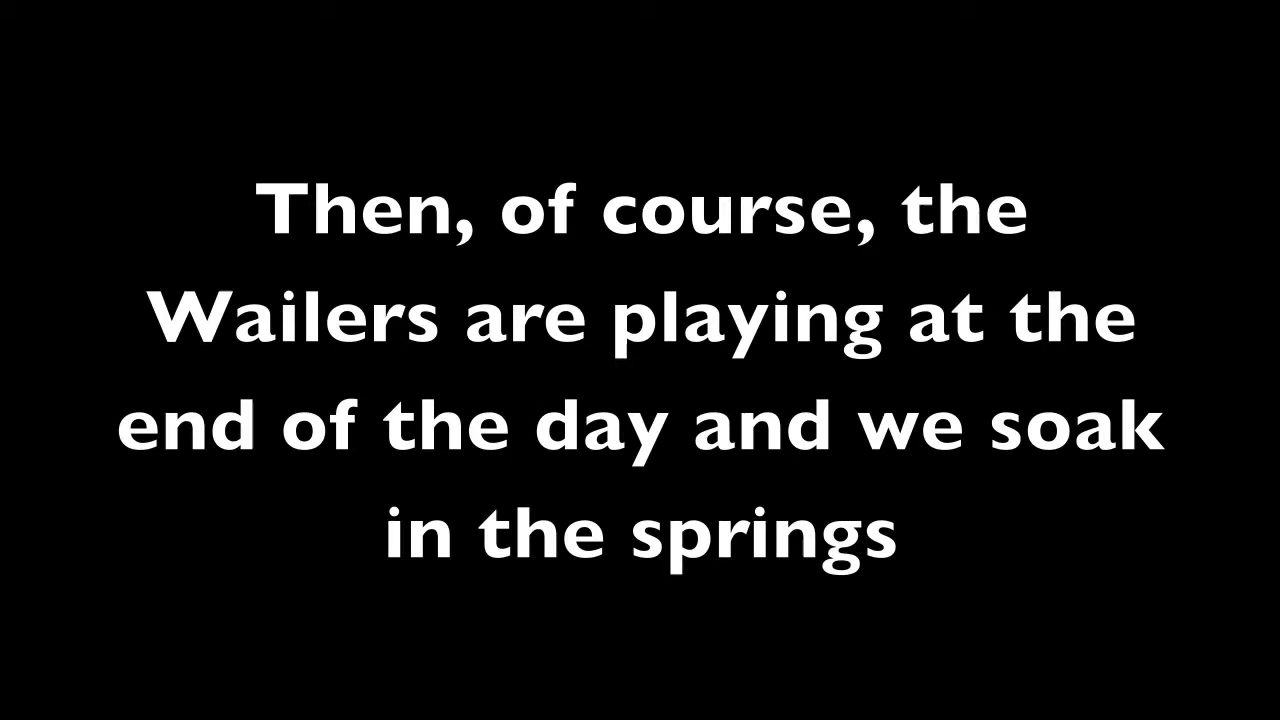 Then, of course, the
Wailers are playing at the
end of the day and we soak
in the springs